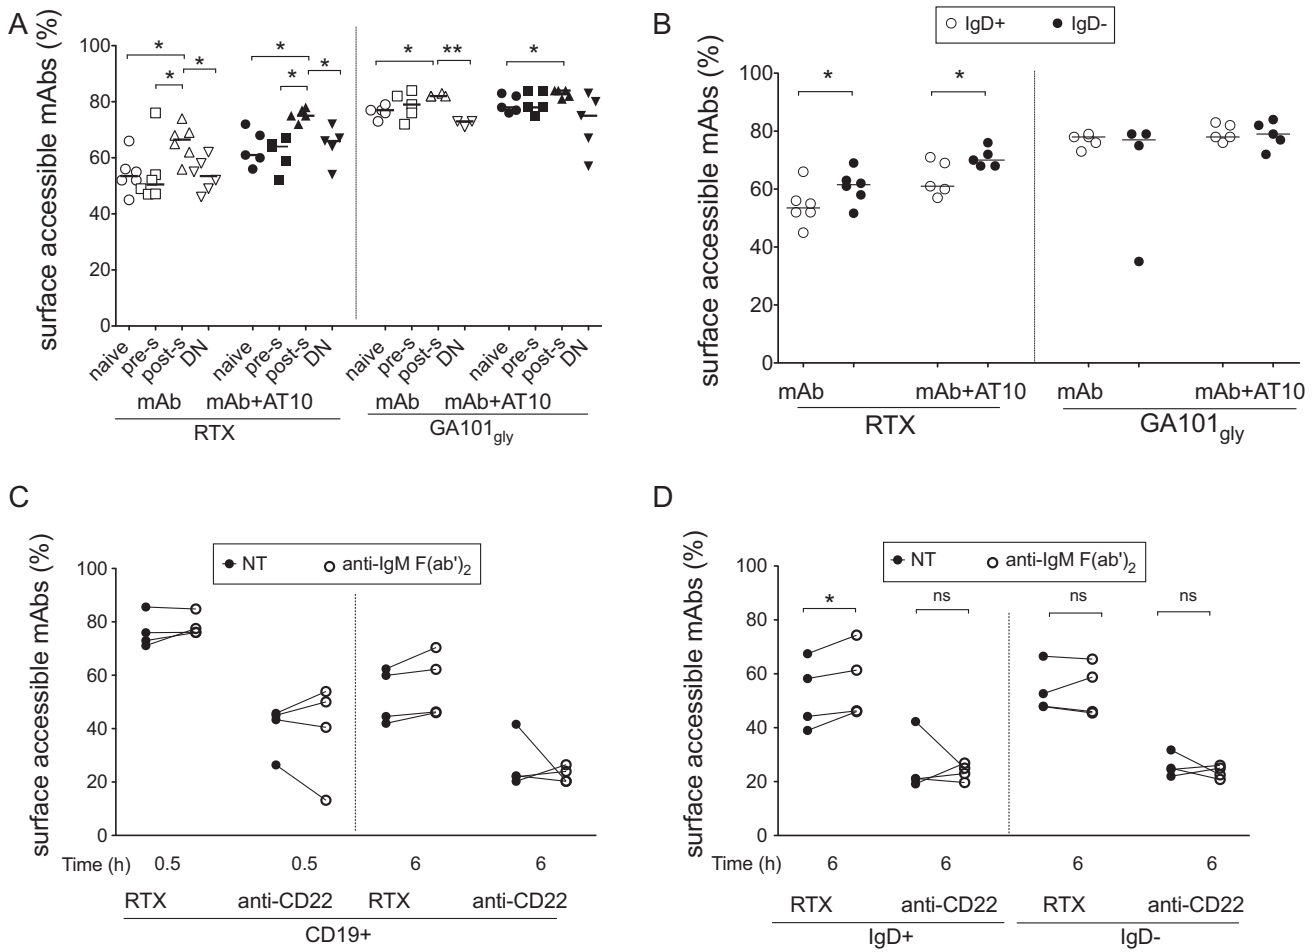 A
surface accessible mAbs (%)
100
80
60
40
20
0
* * * * * * * ** *
naive pre-s post-s DN naive pre-s post-s DN naive pre-s post-s DN naive pre-s post-s DN
mAb mAb+AT10 mAb mAb+AT10
RTX GA101gly
B
IgD+ IgD-
surface accessible mAbs (%)
100
80
60
40
20
0
* *
mAb mAb+AT10 mAb mAb+AT10
RTX GA101gly
C
NT anti-IgM F(ab')2
surface accessible mAbs (%)
100
80
60
40
20
0
Time (h) 0.5 0.5 6 6
RTX anti-CD22 RTX anti-CD22
CD19+
D
NT anti-IgM F(ab')2
surface accessible mAbs (%)
100
80
60
40
20
0
* ns ns ns
Time (h) 6 6 6 6
RTX anti-CD22 RTX anti-CD22
IgD+ IgD-